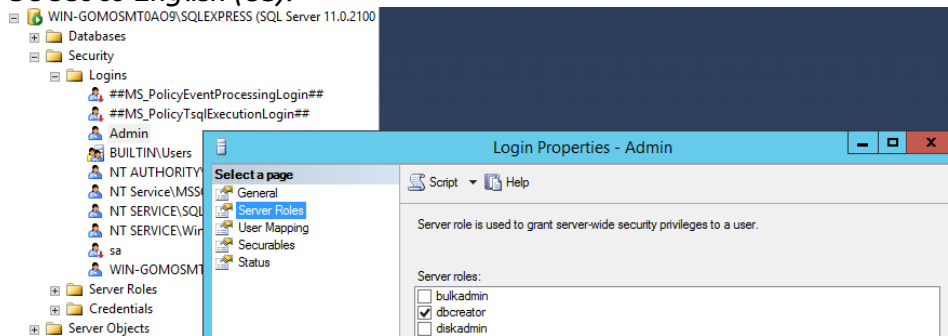 WIN-GOMOSMT0AO9\SQLEXPRESS (SQL Server 11.0.2100
Databases
Security
Logins
##MS_PolicyEventProcessingLogin##
##MS_PolicyTsqlExecutionLogin##
Admin
BUILTIN\Users
NT AUTHORITY
NT Service\MSS
NT SERVICE\SQL
NT SERVICE\Win
sa
WIN-GOMOSMT
Server Roles
Credentials
Server Objects
Login Properties - Admin
Select a page
General
Server Roles
User Mapping
Securables
Status
Script Help
Server role is used to grant server-wide security privileges to a user.
Server roles:
bulkadmin
dbcreator
diskadmin